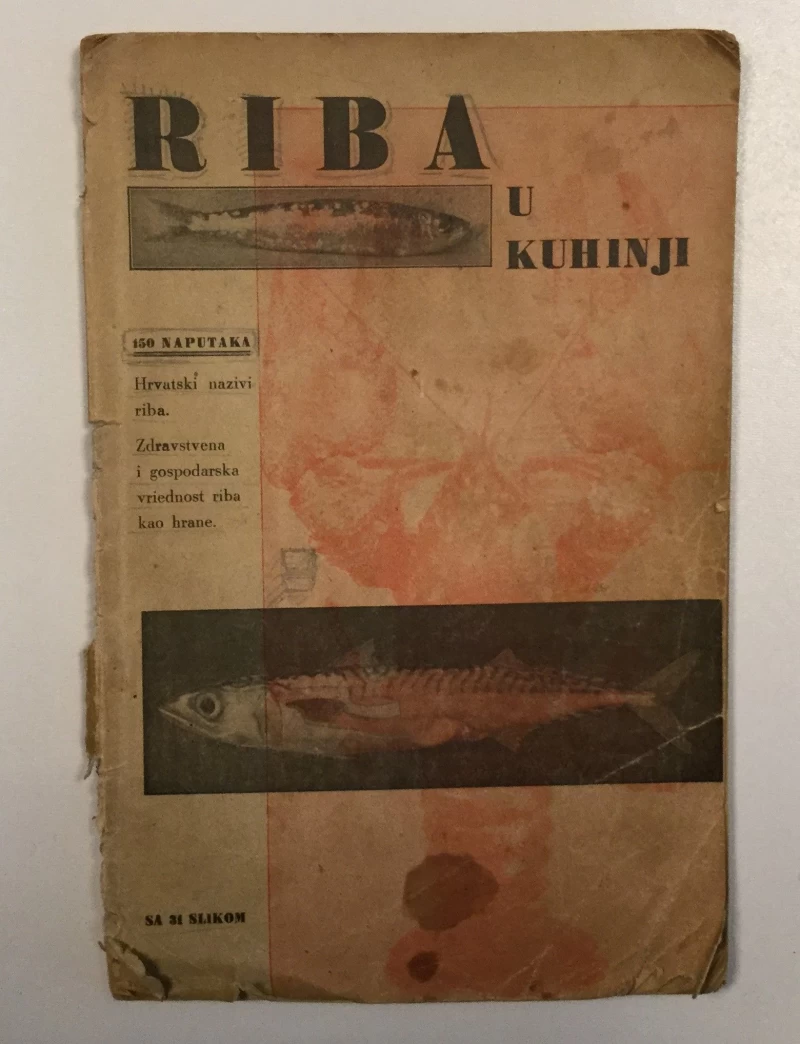 RIBA
U
KUHINJI
150 NAPUTAKA
Hrvatski nazivi
riba.
Zdravstvena
i gospodarska
vriednost riba
kao hrane.
SA 31 SLIKOM